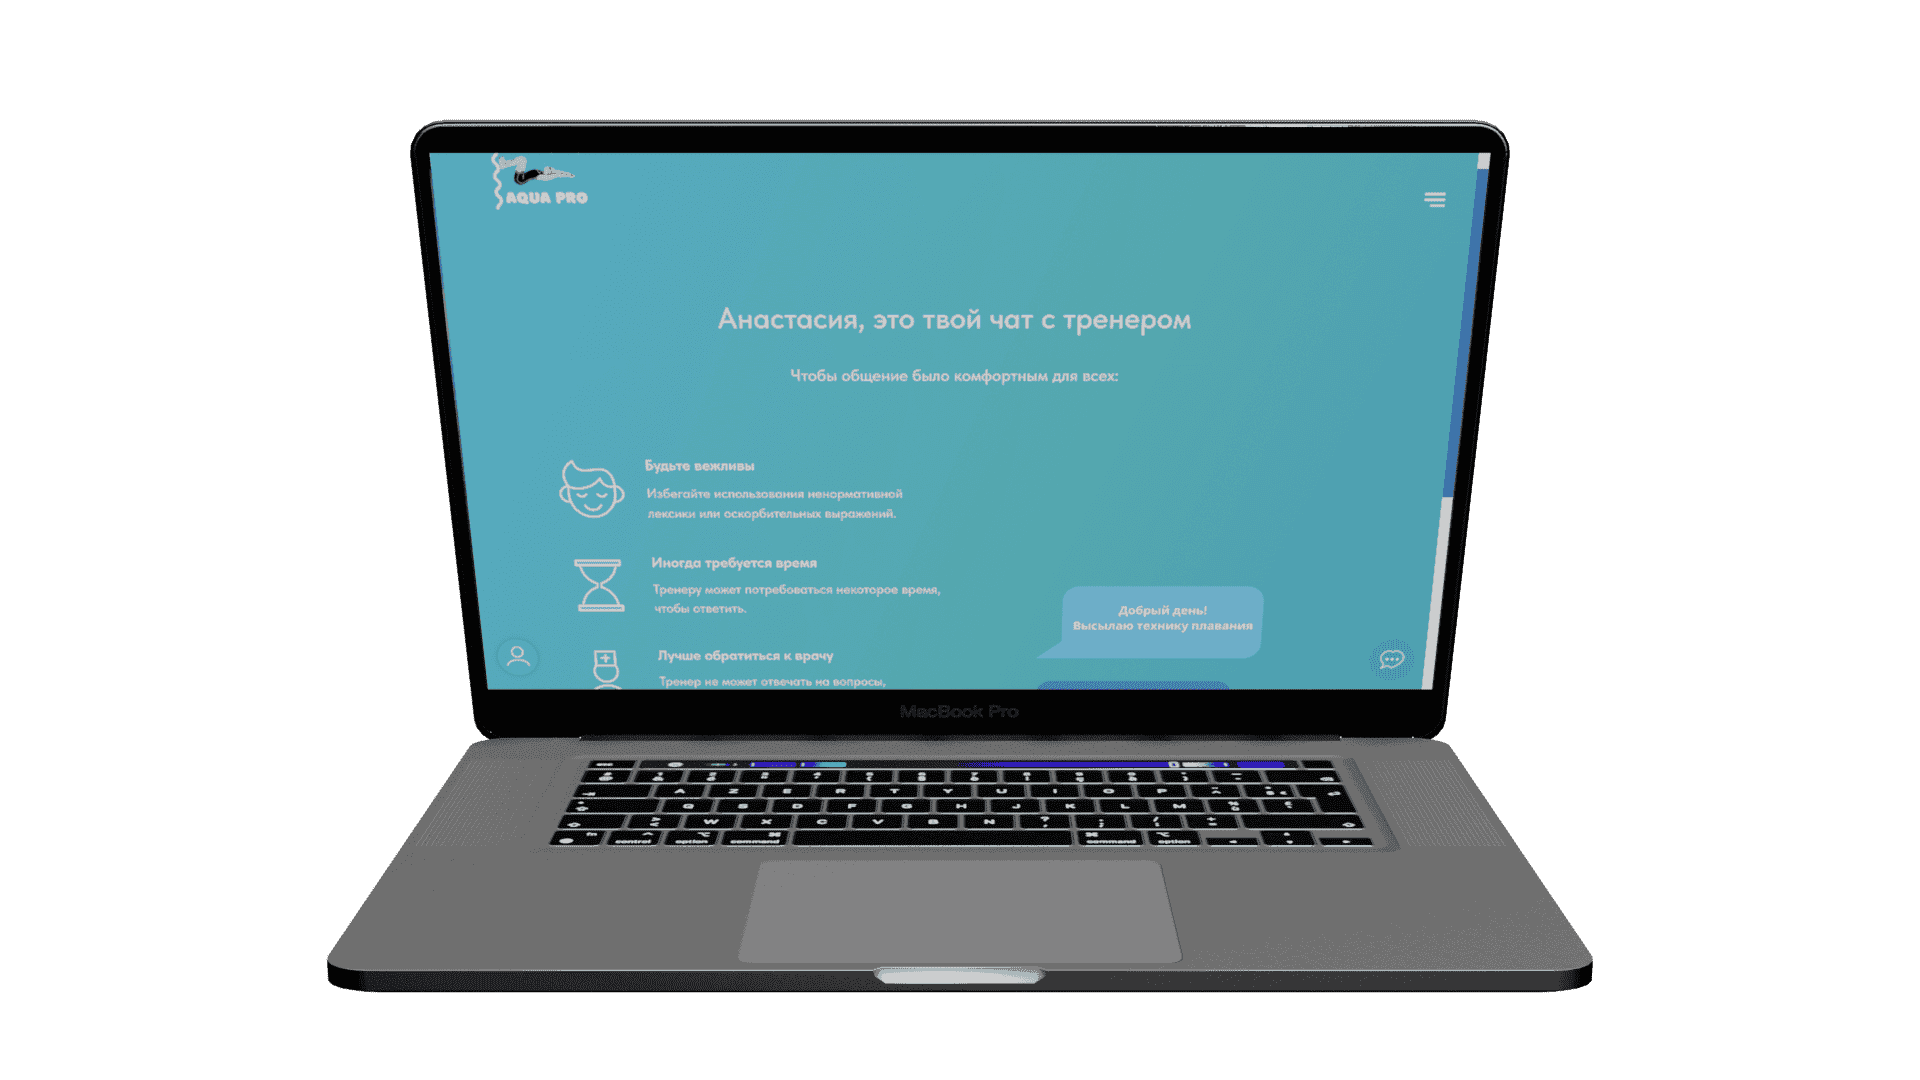 AQUA PRO
Анастасия, это твой чат с тренером
Чтобы общение было комфортным для всех:
Будьте вежливы
Избегайте использования ненормативной
лексики или оскорбительных выражений.
Иногда требуется время
Тренеру может потребоваться некоторое время,
чтобы ответить.
Лучше обратиться к врачу
Тренер не может отвечать на вопросы,
Добрый день!
Высылаю технику плавания
MacBook Pro
A Z E R T Y U I O P
Q S D F G H J K L M
W X C V B N
fn control option command command option